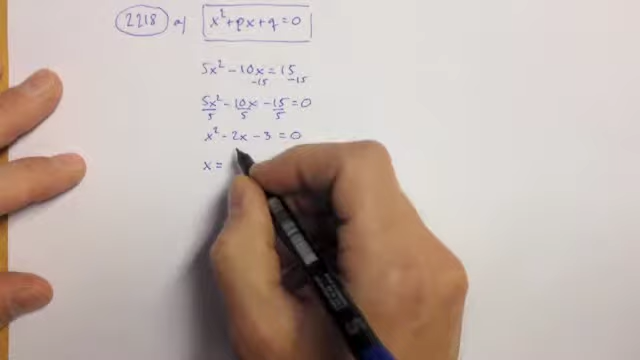 2218 a) x² + px + q = 0
5x² - 10x = 15
-15 -15
5x² - 10x - 15 = 0
5 5 5
x² - 2x - 3 = 0
x =